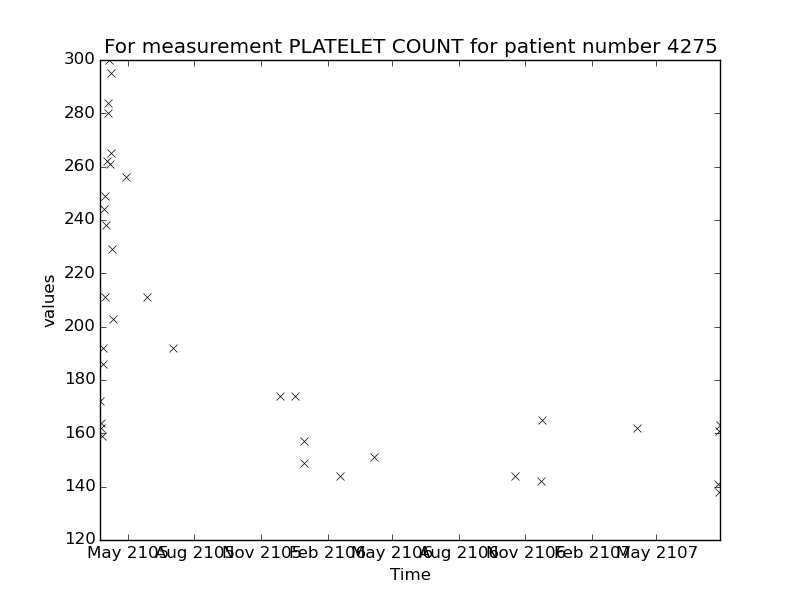 For measurement PLATELET COUNT for patient number 4275
300
280
260
240
220
200
180
160
140
120
values
May 2105 Aug 2105 Nov 2105 Feb 2106 May 2106 Aug 2106 Nov 2106 Feb 2107 May 2107
Time